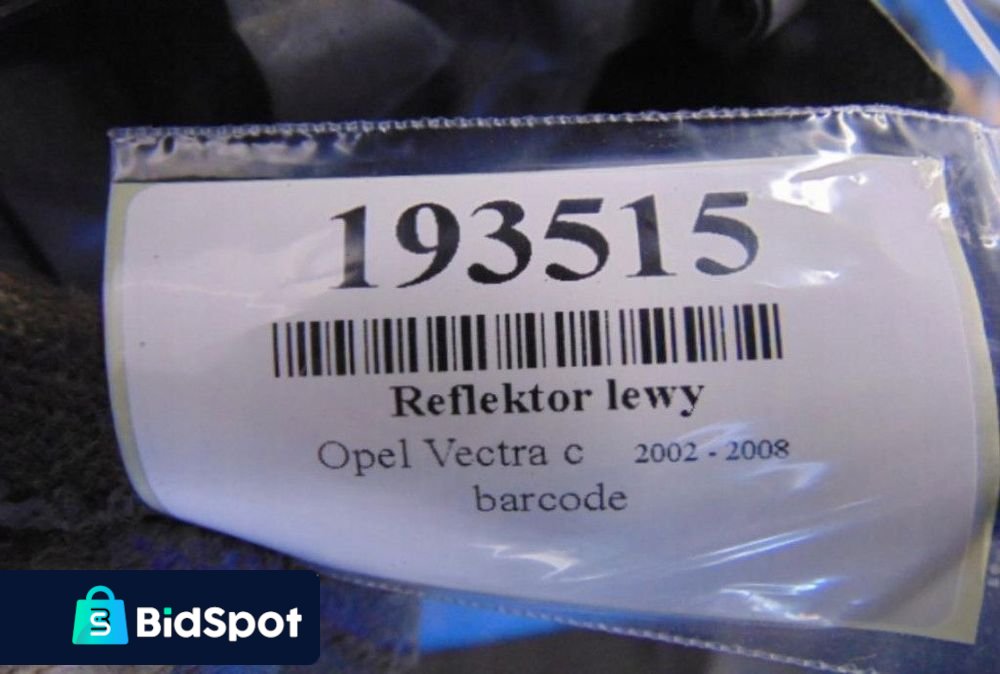 193515
Reflektor lewy
Opel Vectra c 2002 - 2008
barcode
BidSpot